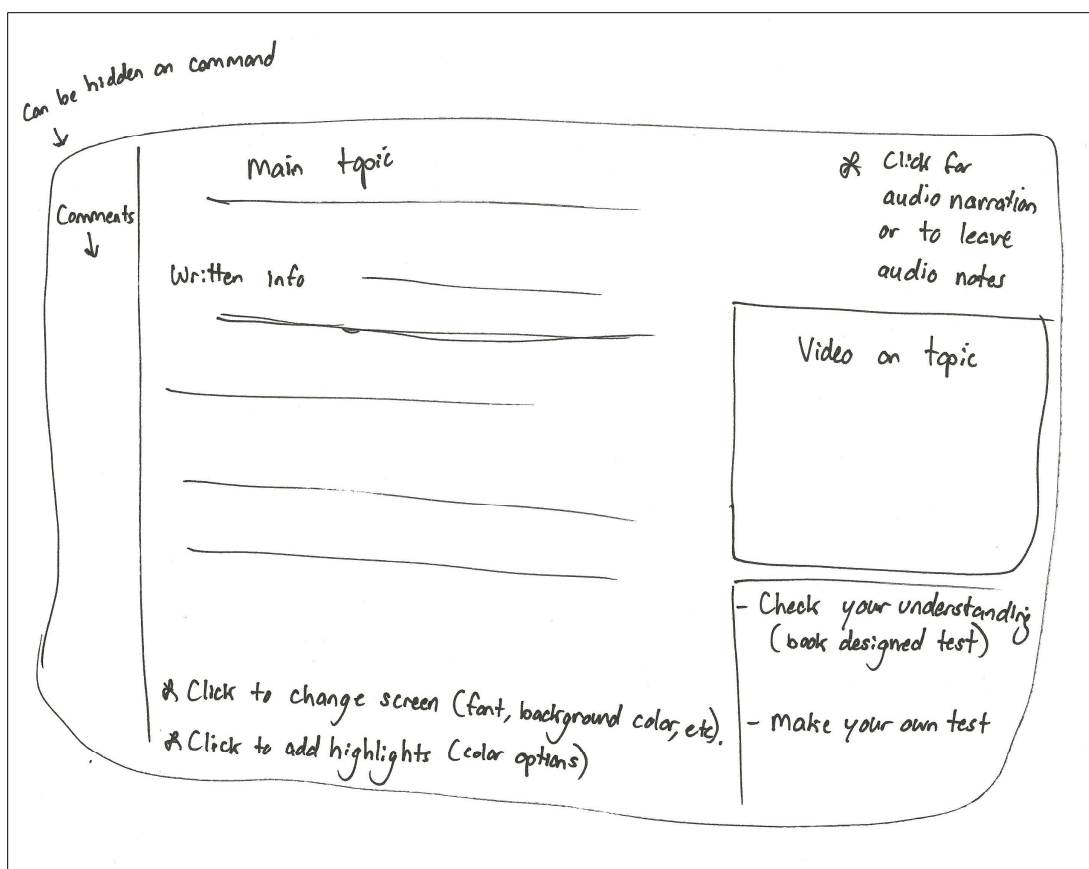 Can be hidden on command
Comments
Main topic
Written Info
* Click for
audio narration
or to leave
audio notes
Video on topic
- Check your understanding
(book designed test)
- Make your own test
* Click to change screen (font, background color, etc).
* Click to add highlights (color options)